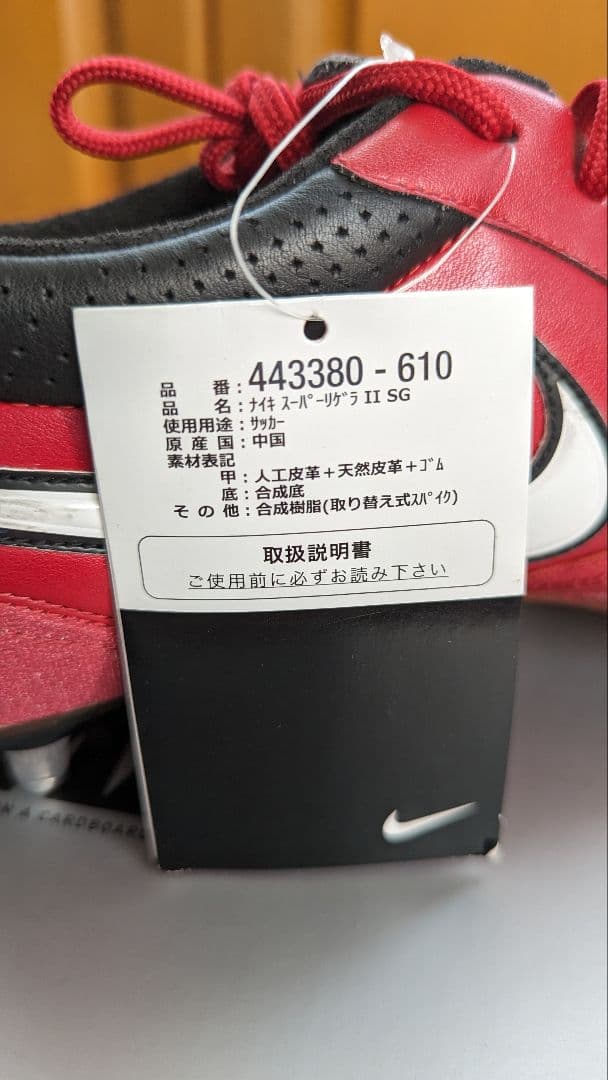 品 番:443380-610
品 名:ﾅｲｷ ｽｰﾊﾟｰﾘｹﾞﾗ II SG
使用用途:ｻｯｶｰ
原産国:中国
素材表記
甲:人工皮革+天然皮革+ｺﾞﾑ
底:合成底
その他:合成樹脂(取り替え式ｽﾊﾟｲｸ)
取扱説明書
ご使用前に必ずお読み下さい
N A CARDBOARD